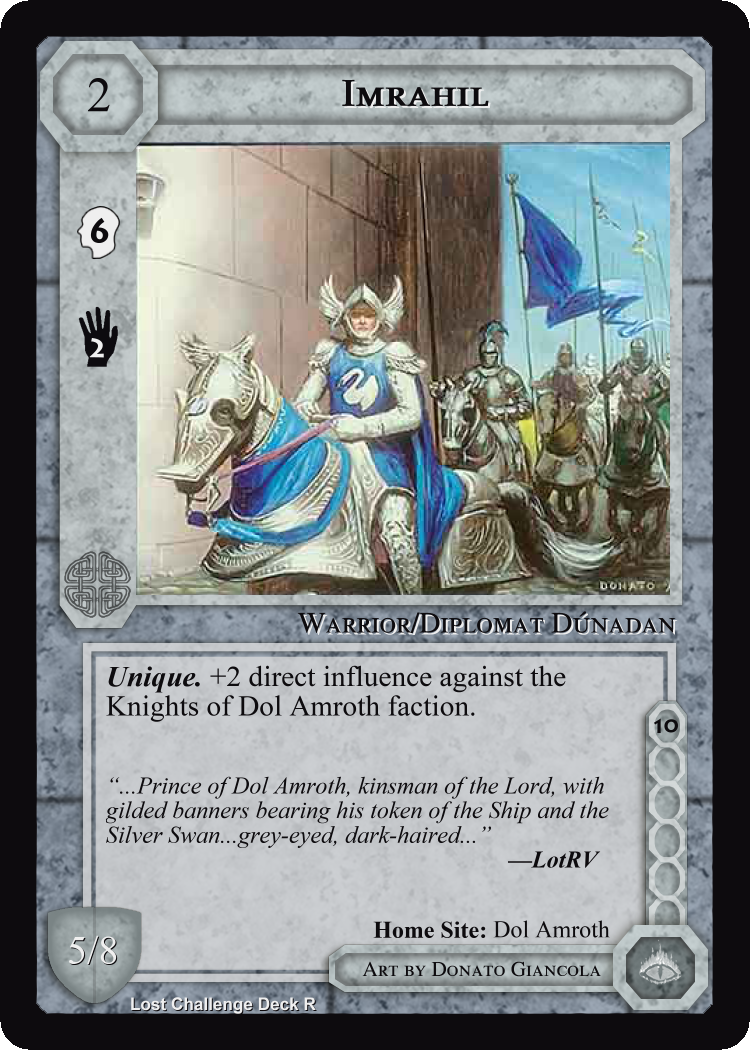 2
IMRAHIL
6
2
DONATO
WARRIOR/DIPLOMAT DÚNADAN
Unique. +2 direct influence against the
Knights of Dol Amroth faction.
10
“...Prince of Dol Amroth, kinsman of the Lord, with
gilded banners bearing his token of the Ship and the
Silver Swan...grey-eyed, dark-haired...”
—LotRV
Home Site: Dol Amroth
5/8
ART BY DONATO GIANCOLA
Lost Challenge Deck R